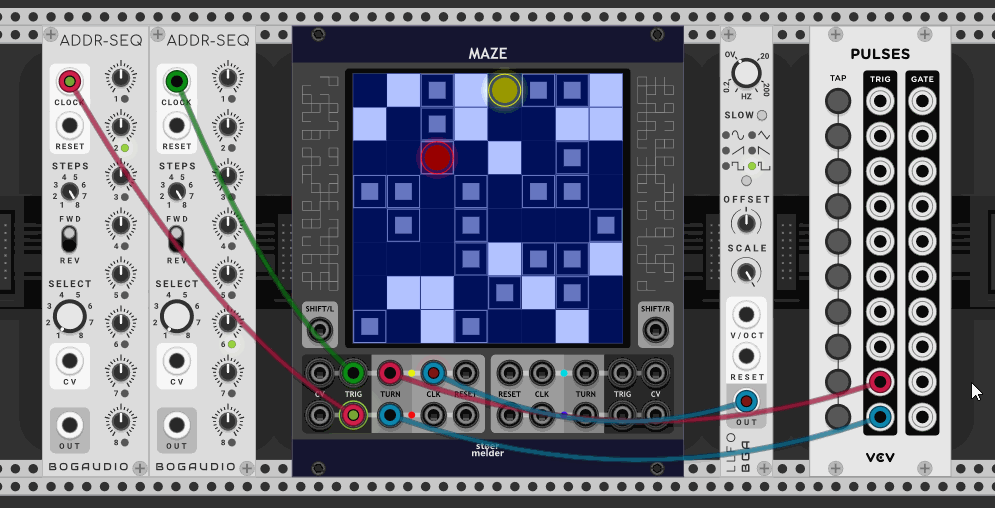 ADDR-SEQ
CLOCK
RESET
STEPS
4 5
3 6
2 7
1 8
FWD
REV
SELECT
4 5
3 6
2 7
1 8
CV
OUT
1
2
3
4
5
6
7
8
BOGAUDIO
ADDR-SEQ
CLOCK
RESET
STEPS
4 5
3 6
2 7
1 8
FWD
REV
SELECT
4 5
3 6
2 7
1 8
CV
OUT
1
2
3
4
5
6
7
8
BOGAUDIO
MAZE
SHIFT/L
SHIFT/R
CV TRIG TURN CLK RESET
RESET CLK TURN TRIG CV
steer
melder
0V 20
0.2 200
HZ
SLOW
OFFSET
SCALE
V/OCT
RESET
OUT
LLFO
BGA
PULSES
TAP TRIG GATE
VCV